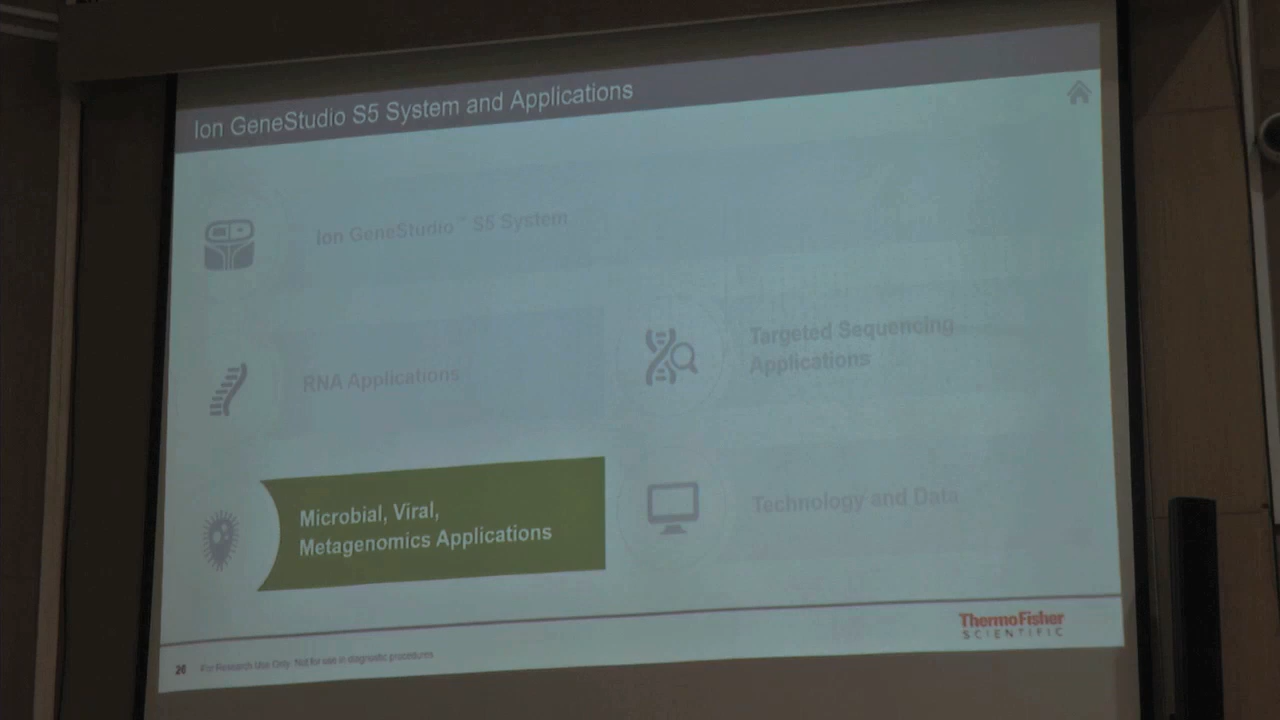 Ion GeneStudio S5 System and Applications
Ion GeneStudio™ S5 System
RNA Applications
Targeted Sequencing
Applications
Microbial, Viral,
Metagenomics Applications
Technology and Data
ThermoFisher
SCIENTIFIC
26 For Research Use Only. Not for use in diagnostic procedures